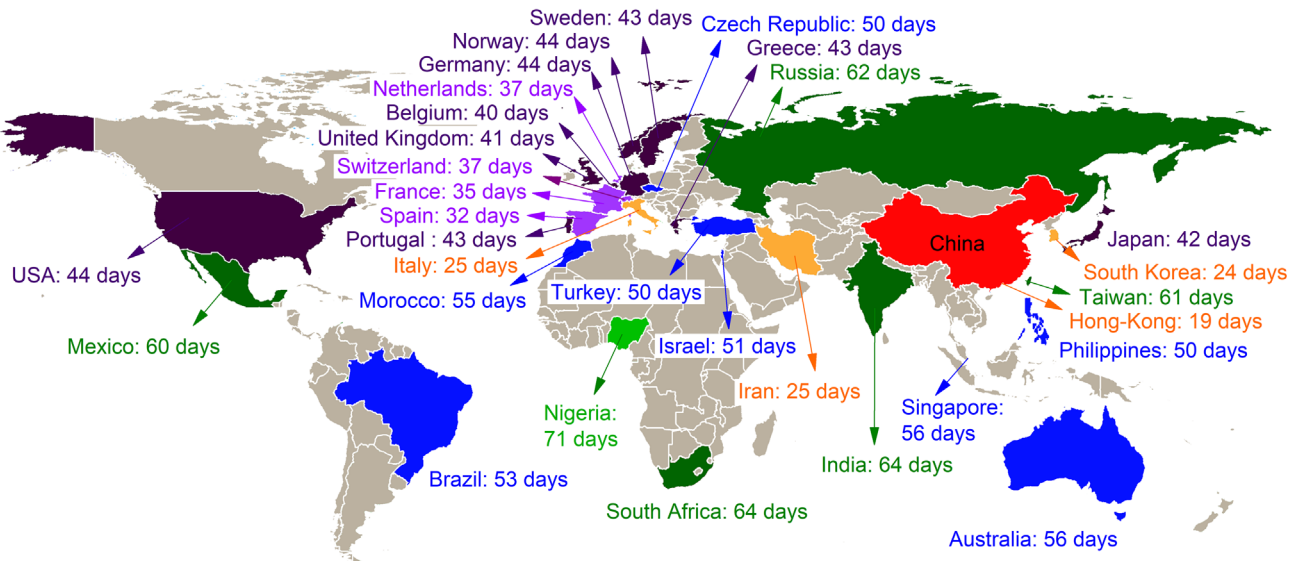 Sweden: 43 days
Czech Republic: 50 days
Norway: 44 days
Greece: 43 days
Germany: 44 days
Russia: 62 days
Netherlands: 37 days
Belgium: 40 days
United Kingdom: 41 days
Switzerland: 37 days
France: 35 days
Spain: 32 days
Portugal : 43 days
China
Japan: 42 days
USA: 44 days
Italy: 25 days
South Korea: 24 days
Morocco: 55 days
Turkey: 50 days
Taiwan: 61 days
Hong-Kong: 19 days
Mexico: 60 days
Israel: 51 days
Philippines: 50 days
Iran: 25 days
Nigeria:
71 days
Singapore:
56 days
Brazil: 53 days
India: 64 days
South Africa: 64 days
Australia: 56 days